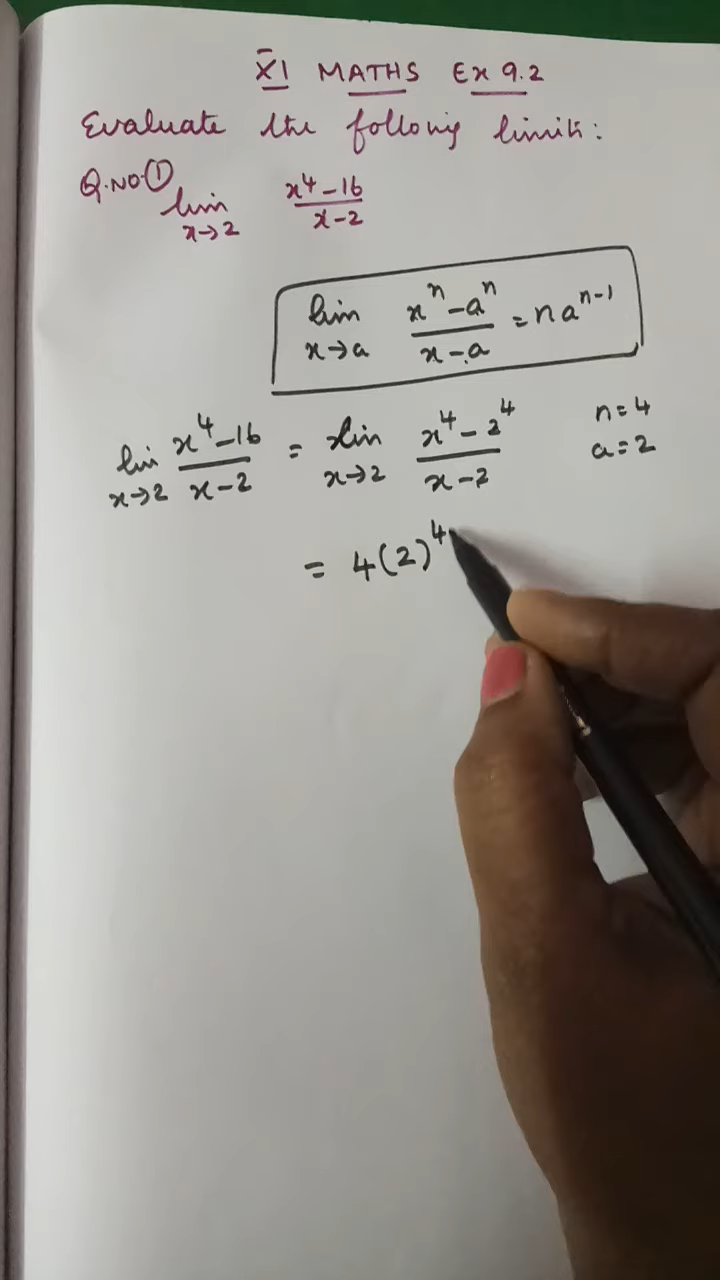 XI MATHS Ex 9.2
Evaluate the following limits:
Q.NO.① lim x→2 x⁴-16/x-2
lim x→a xⁿ-aⁿ/x-a = naⁿ⁻¹
lim x→2 x⁴-16/x-2 = lim x→2 x⁴-2⁴/x-2 n=4 a=2
= 4(2)⁴